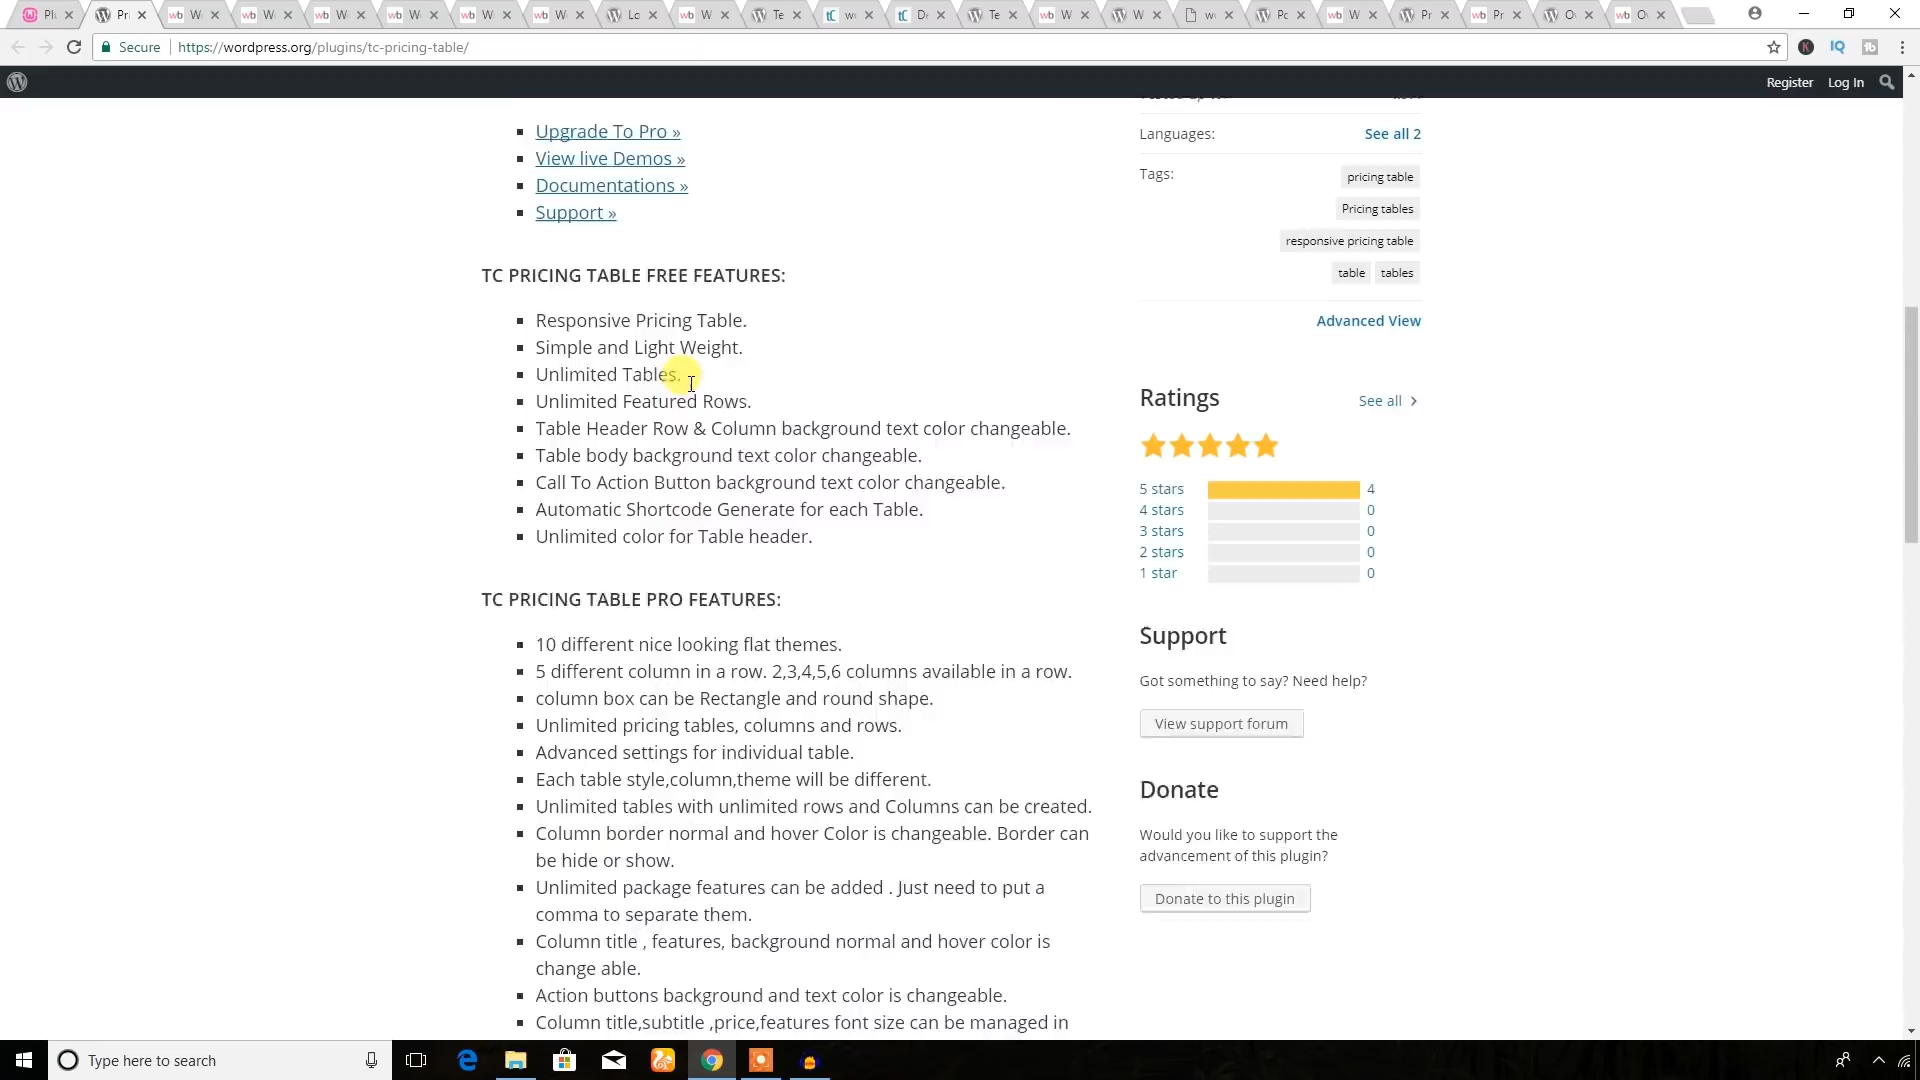 Secure
https://wordpress.org/plugins/tc-pricing-table/
Register
Log In
Upgrade To Pro »
View live Demos »
Documentations »
Support »
Languages:
See all 2
Tags:
pricing table
Pricing tables
responsive pricing table
table
tables
Advanced View
TC PRICING TABLE FREE FEATURES:
Responsive Pricing Table.
Simple and Light Weight.
Unlimited Tables.
Unlimited Featured Rows.
Table Header Row & Column background text color changeable.
Table body background text color changeable.
Call To Action Button background text color changeable.
Automatic Shortcode Generate for each Table.
Unlimited color for Table header.
TC PRICING TABLE PRO FEATURES:
10 different nice looking flat themes.
5 different column in a row. 2,3,4,5,6 columns available in a row.
column box can be Rectangle and round shape.
Unlimited pricing tables, columns and rows.
Advanced settings for individual table.
Each table style,column,theme will be different.
Unlimited tables with unlimited rows and Columns can be created.
Column border normal and hover Color is changeable. Border can
be hide or show.
Unlimited package features can be added . Just need to put a
comma to separate them.
Column title , features, background normal and hover color is
change able.
Action buttons background and text color is changeable.
Column title,subtitle ,price,features font size can be managed in
Ratings
See all
5 stars 4
4 stars 0
3 stars 0
2 stars 0
1 star 0
Support
Got something to say? Need help?
View support forum
Donate
Would you like to support the
advancement of this plugin?
Donate to this plugin
Type here to search